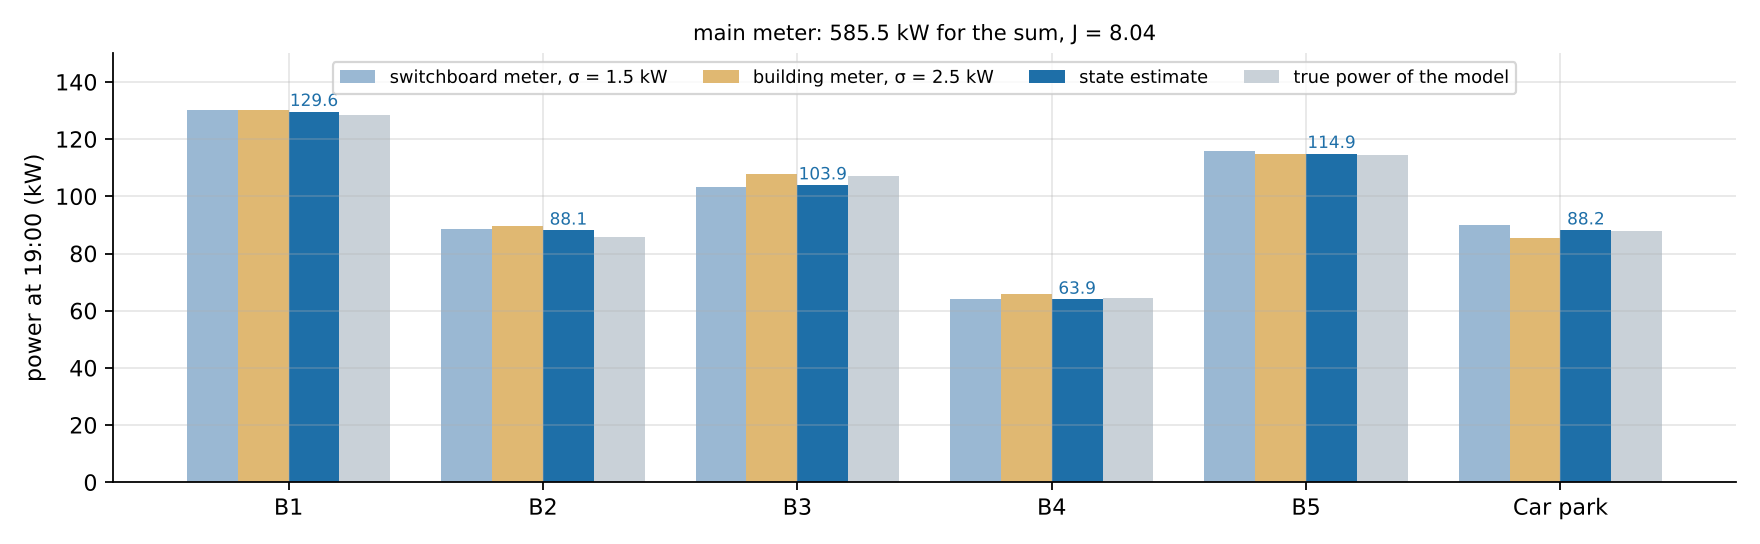 main meter: 585.5 kW for the sum, J = 8.04
switchboard meter, σ = 1.5 kW
building meter, σ = 2.5 kW
state estimate
true power of the model
power at 19:00 (kW)
140
120
100
80
60
40
20
0
129.6
88.1
103.9
63.9
114.9
88.2
B1
B2
B3
B4
B5
Car park